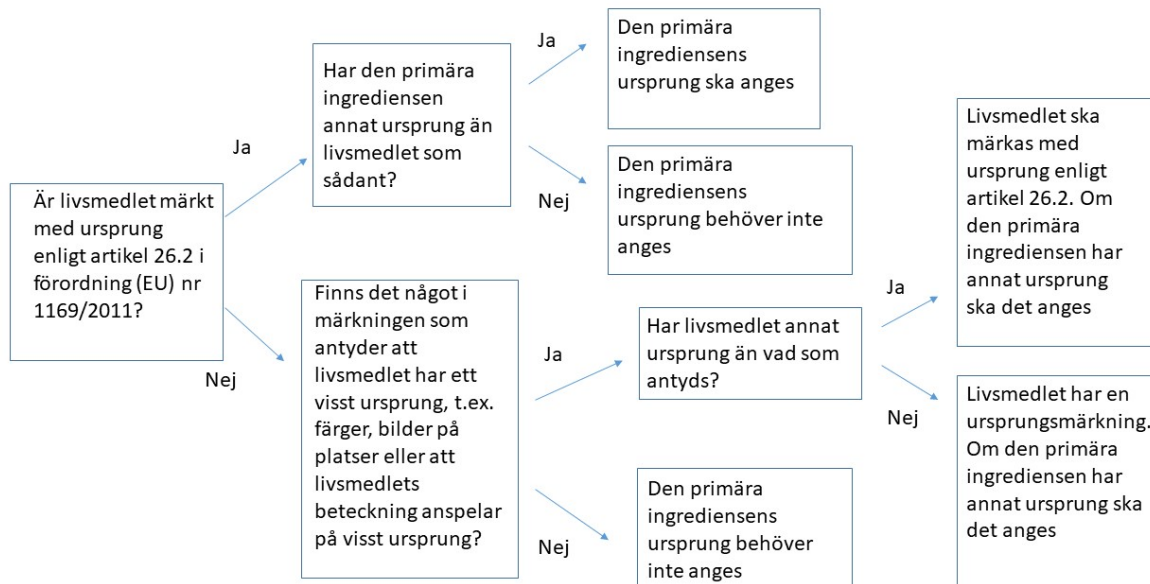 Är livsmedlet märkt
med ursprung
enligt artikel 26.2 i
förordning (EU) nr
1169/2011?
Ja
Har den primära
ingrediensen
annat ursprung än
livsmedlet som
sådant?
Ja
Den primära
ingrediensens
ursprung ska anges
Nej
Den primära
ingrediensens
ursprung behöver inte
anges
Nej
Finns det något i
märkningen som
antyder att
livsmedlet har ett
visst ursprung, t.ex.
färger, bilder på
platser eller att
livsmedlets
beteckning anspelar
på visst ursprung?
Ja
Har livsmedlet annat
ursprung än vad som
antyds?
Ja
Livsmedlet ska
märkas med
ursprung enligt
artikel 26.2. Om
den primära
ingrediensen har
annat ursprung
ska det anges
Nej
Livsmedlet har en
ursprungsmärkning.
Om den primära
ingrediensen har
annat ursprung ska
det anges
Nej
Den primära
ingrediensens
ursprung behöver
inte anges